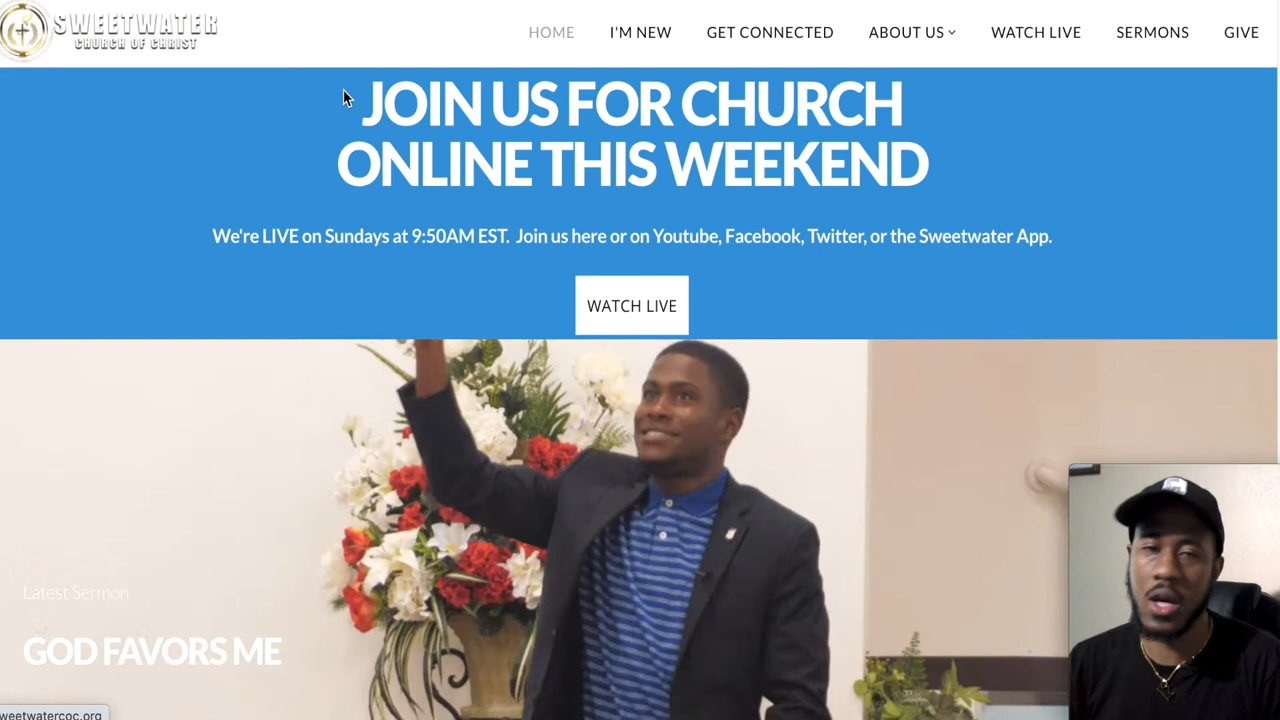 SWEETWATER
CHURCH OF CHRIST
HOME
I'M NEW
GET CONNECTED
ABOUT US
WATCH LIVE
SERMONS
GIVE
JOIN US FOR CHURCH
ONLINE THIS WEEKEND
We're LIVE on Sundays at 9:50AM EST. Join us here or on Youtube, Facebook, Twitter, or the Sweetwater App.
WATCH LIVE
Latest Sermon
GOD FAVORS ME
weetwatercoc.org